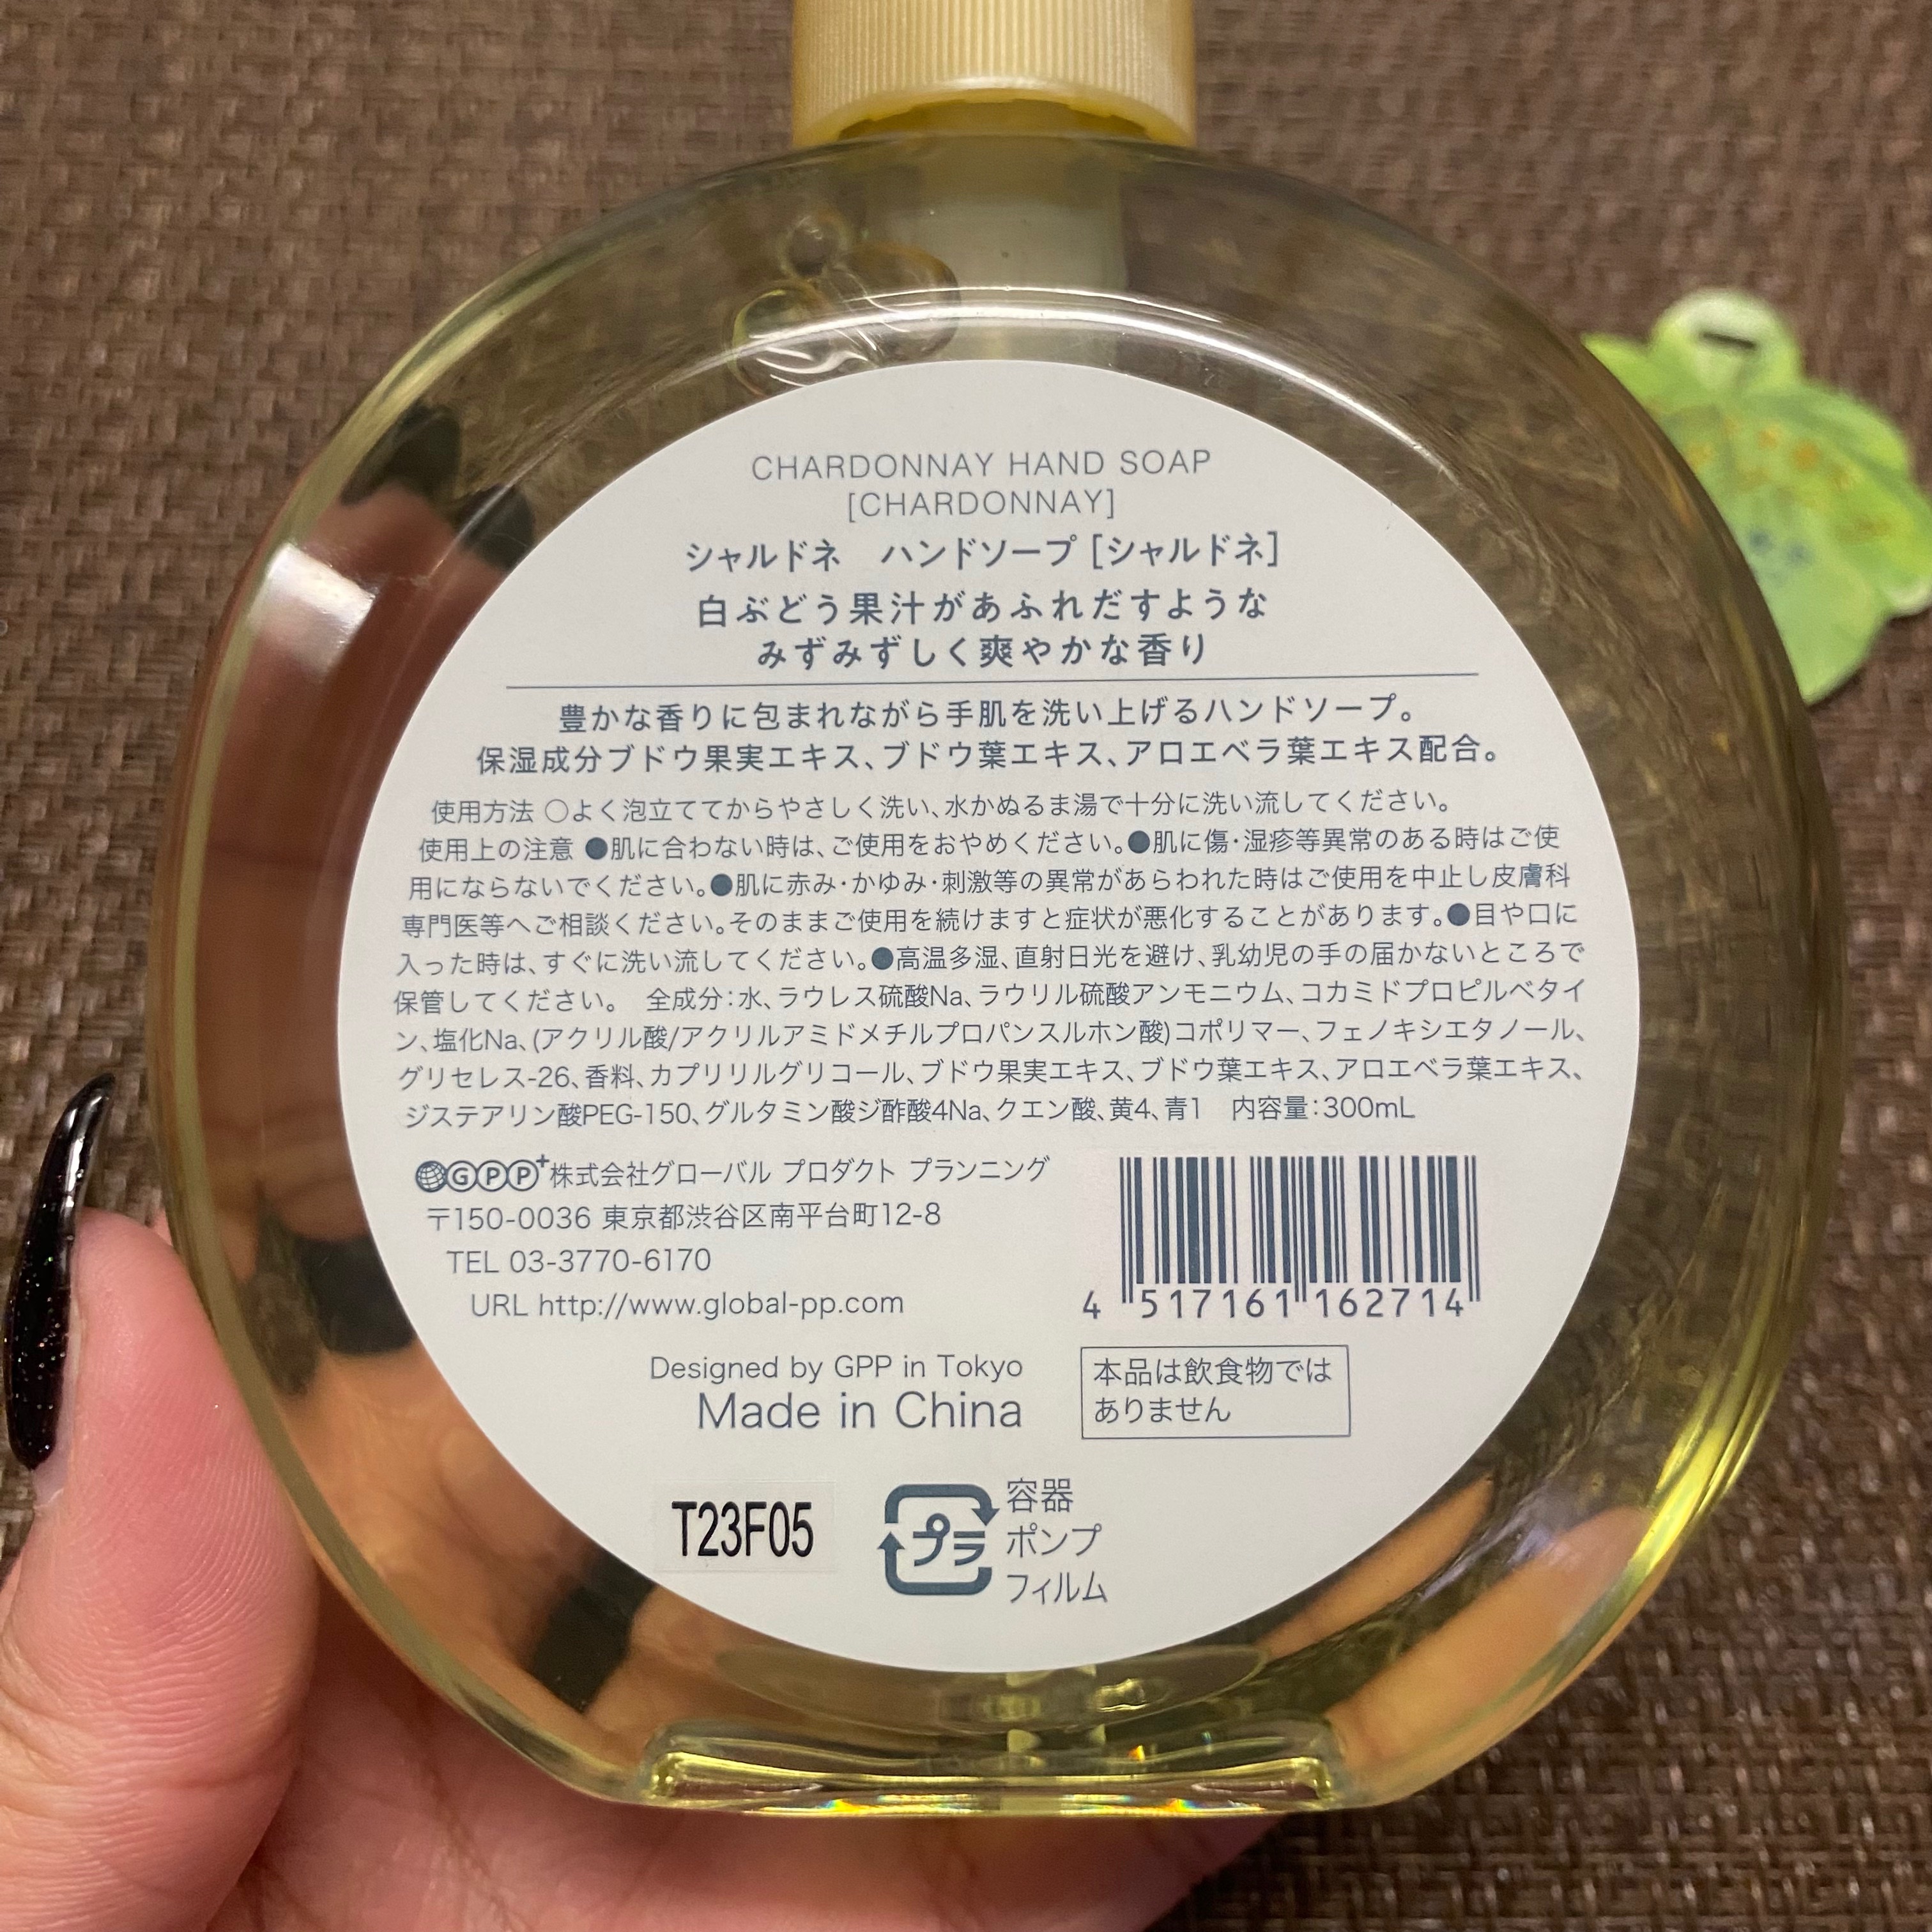 CHARDONNAY HAND SOAP
[CHARDONNAY]
シャルドネ　ハンドソープ [シャルドネ]
白ぶどう果汁があふれだすような
みずみずしく爽やかな香り
豊かな香りに包まれながら手肌を洗い上げるハンドソープ。
保湿成分ブドウ果実エキス、ブドウ葉エキス、アロエベラ葉エキス配合。
使用方法 ○よく泡立ててからやさしく洗い、水かぬるま湯で十分に洗い流してください。
使用上の注意 ●肌に合わない時は、ご使用をおやめください。●肌に傷・湿疹等異常のある時はご使
用にならないでください。●肌に赤み・かゆみ・刺激等の異常があらわれた時はご使用を中止し皮膚科
専門医等へご相談ください。そのままご使用を続けますと症状が悪化することがあります。●目や口に
入った時は、すぐに洗い流してください。●高温多湿、直射日光を避け、乳幼児の手の届かないところで
保管してください。　全成分：水、ラウレス硫酸Na、ラウリル硫酸アンモニウム、コカミドプロピルベタイ
ン、塩化Na、(アクリル酸/アクリルアミドメチルプロパンスルホン酸)コポリマー、フェノキシエタノール、
グリセレス-26、香料、カプリリルグリコール、ブドウ果実エキス、ブドウ葉エキス、アロエベラ葉エキス、
ジステアリン酸PEG-150、グルタミン酸ジ酢酸4Na、クエン酸、黄4、青1　内容量：300mL
GPP+株式会社グローバル プロダクト プランニング
〒150-0036 東京都渋谷区南平台町12-8
TEL 03-3770-6170
URL http://www.global-pp.com
4 517161 162714
Designed by GPP in Tokyo
Made in China
本品は飲食物では
ありません
T23F05
プラ
容器
ポンプ
フィルム